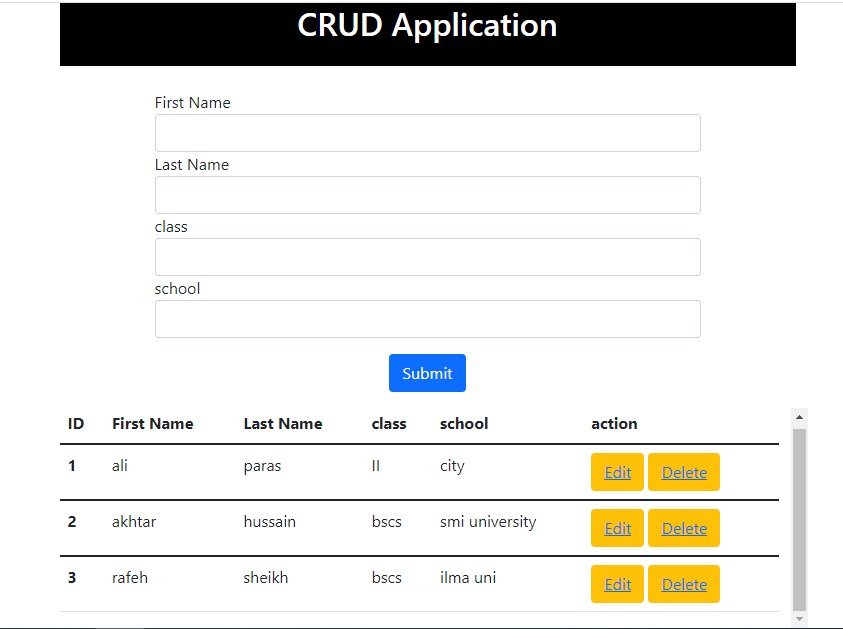 CRUD Application
First Name
Last Name
class
school
Submit
ID First Name Last Name class school action
1 ali paras II city Edit Delete
2 akhtar hussain bscs smi university Edit Delete
3 rafeh sheikh bscs ilma uni Edit Delete